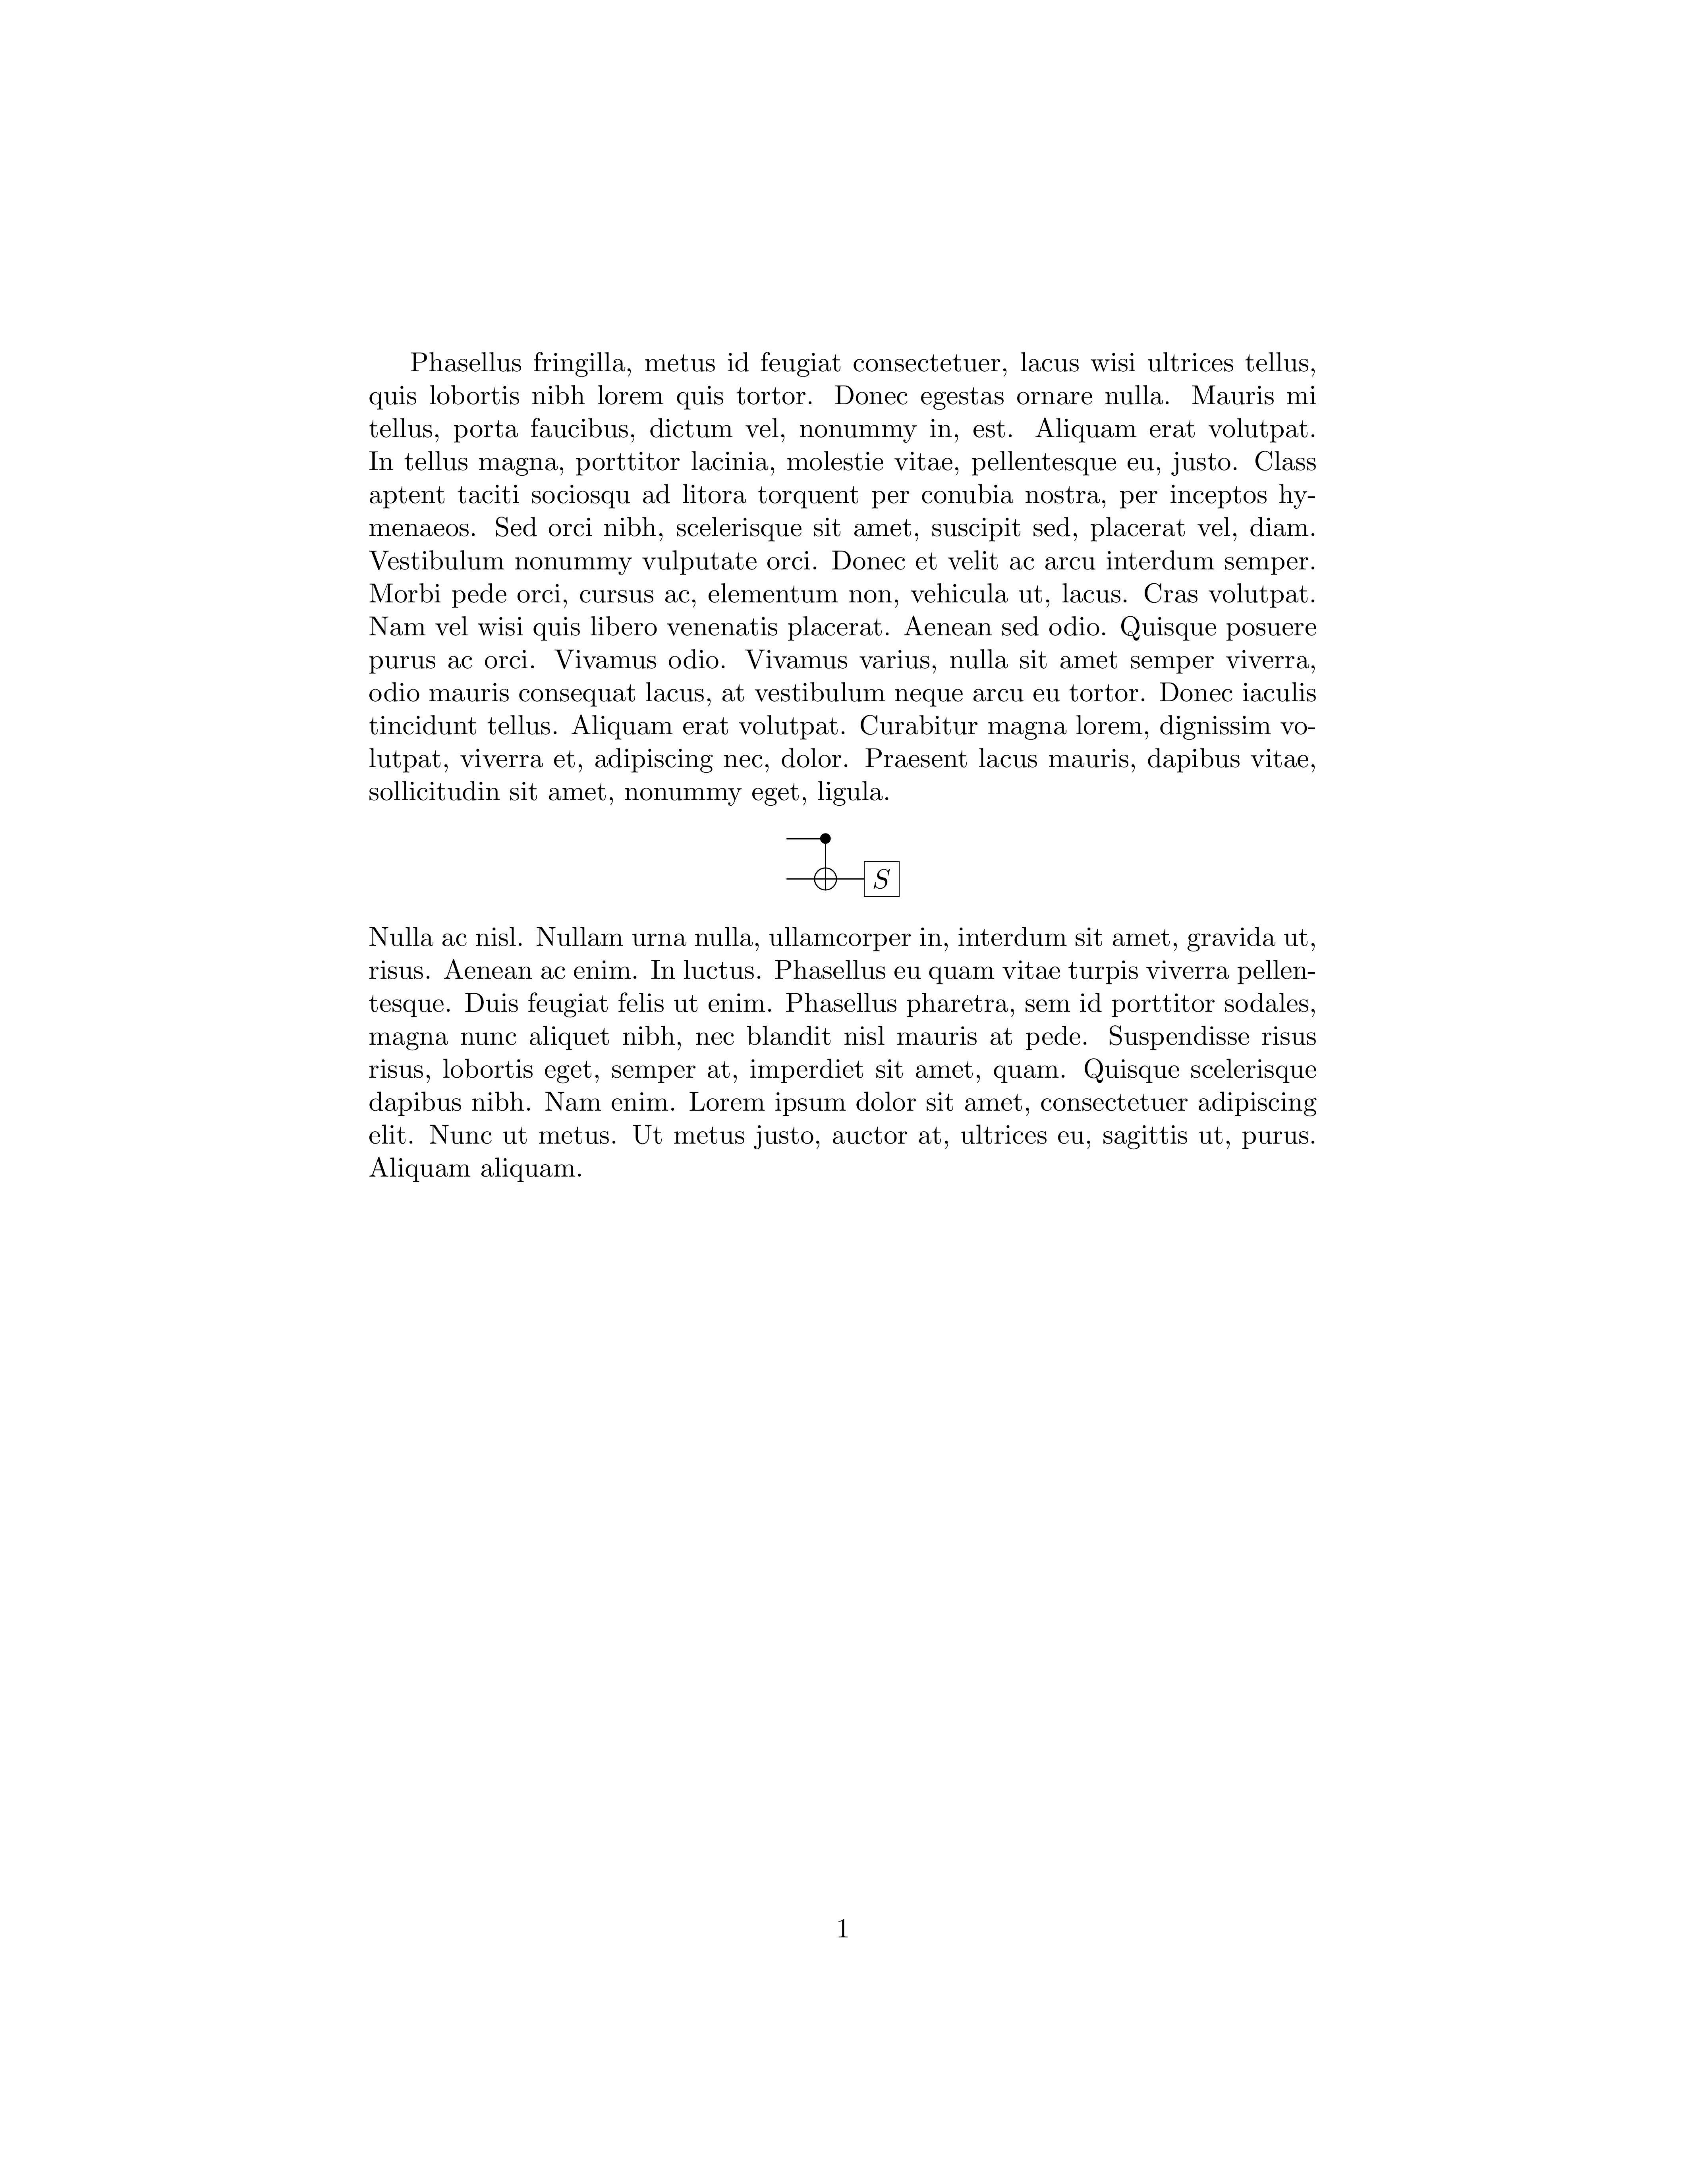 Phasellus fringilla, metus id feugiat consectetuer, lacus wisi ultrices tellus,
quis lobortis nibh lorem quis tortor. Donec egestas ornare nulla. Mauris mi
tellus, porta faucibus, dictum vel, nonummy in, est. Aliquam erat volutpat.
In tellus magna, porttitor lacinia, molestie vitae, pellentesque eu, justo. Class
aptent taciti sociosqu ad litora torquent per conubia nostra, per inceptos hy-
menaeos. Sed orci nibh, scelerisque sit amet, suscipit sed, placerat vel, diam.
Vestibulum nonummy vulputate orci. Donec et velit ac arcu interdum semper.
Morbi pede orci, cursus ac, elementum non, vehicula ut, lacus. Cras volutpat.
Nam vel wisi quis libero venenatis placerat. Aenean sed odio. Quisque posuere
purus ac orci. Vivamus odio. Vivamus varius, nulla sit amet semper viverra,
odio mauris consequat lacus, at vestibulum neque arcu eu tortor. Donec iaculis
tincidunt tellus. Aliquam erat volutpat. Curabitur magna lorem, dignissim vo-
lutpat, viverra et, adipiscing nec, dolor. Praesent lacus mauris, dapibus vitae,
sollicitudin sit amet, nonummy eget, ligula.
S
Nulla ac nisl. Nullam urna nulla, ullamcorper in, interdum sit amet, gravida ut,
risus. Aenean ac enim. In luctus. Phasellus eu quam vitae turpis viverra pellen-
tesque. Duis feugiat felis ut enim. Phasellus pharetra, sem id porttitor sodales,
magna nunc aliquet nibh, nec blandit nisl mauris at pede. Suspendisse risus
risus, lobortis eget, semper at, imperdiet sit amet, quam. Quisque scelerisque
dapibus nibh. Nam enim. Lorem ipsum dolor sit amet, consectetuer adipiscing
elit. Nunc ut metus. Ut metus justo, auctor at, ultrices eu, sagittis ut, purus.
Aliquam aliquam.
1